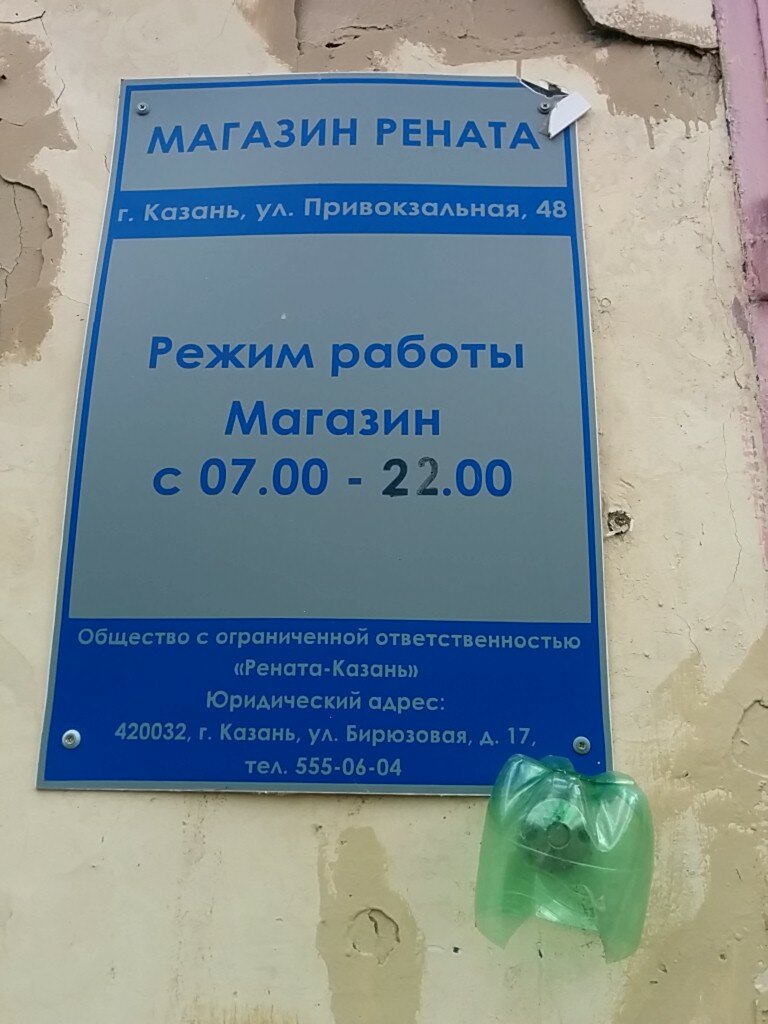 МАГАЗИН РЕНАТА
г. Казань, ул. Привокзальная, 48
Режим работы
Магазин
с 07.00 - 22.00
Общество с ограниченной ответственностью
«Рената-Казань»
Юридический адрес:
420032, г. Казань, ул. Бирюзовая, д. 17,
тел. 555-06-04